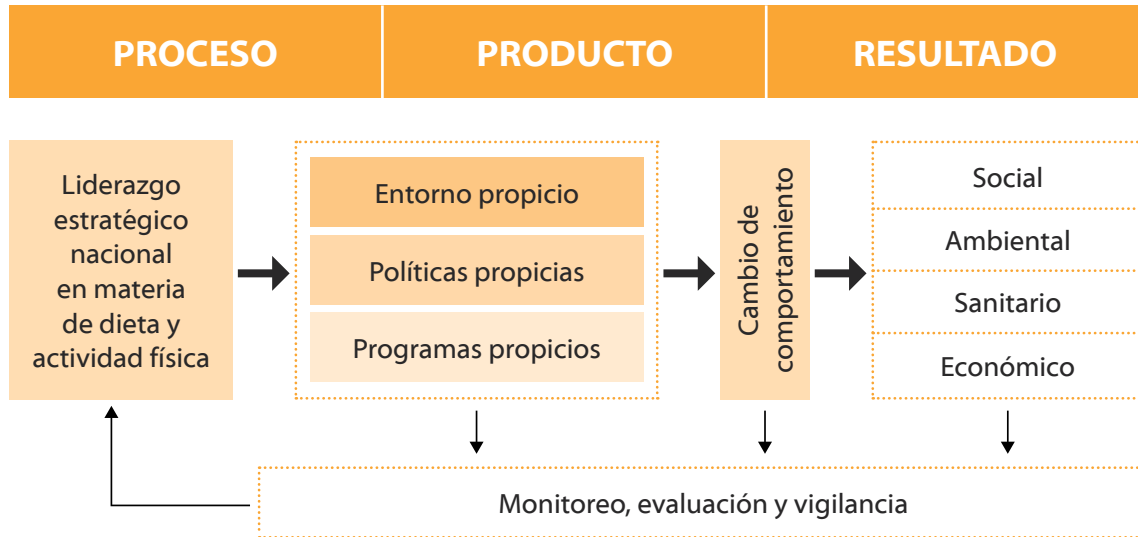 PROCESO
PRODUCTO
RESULTADO
Liderazgo
estratégico
nacional
en materia
de dieta y
actividad física
Entorno propicio
Políticas propicias
Programas propicios
Cambio de
comportamiento
Social
Ambiental
Sanitario
Económico
Monitoreo, evaluación y vigilancia